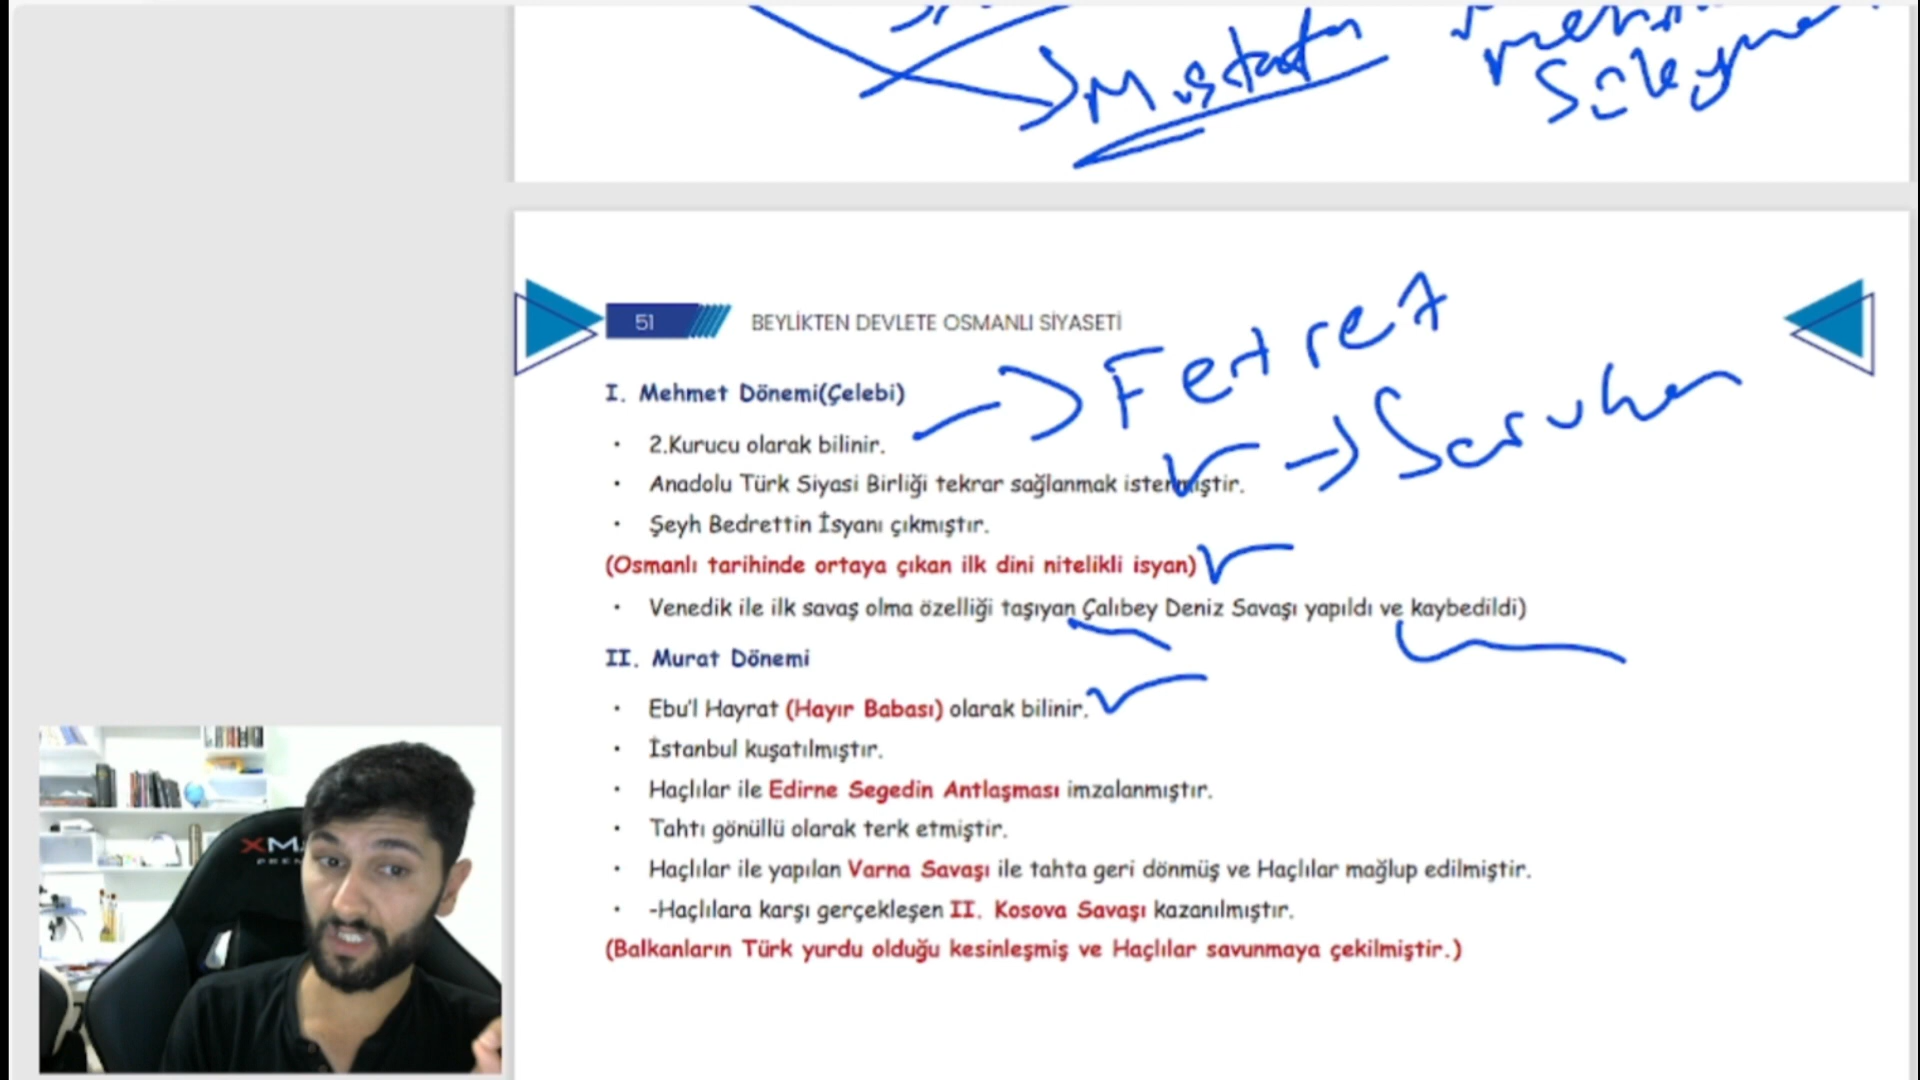 Mustafa
Süleyma
51 BEYLİKTEN DEVLETE OSMANLI SİYASETİ
Fetret
I. Mehmet Dönemi(Çelebi)
Saruhan
• 2.Kurucu olarak bilinir.
• Anadolu Türk Siyasi Birliği tekrar sağlanmak istenmiştir.
• Şeyh Bedrettin İsyanı çıkmıştır.
(Osmanlı tarihinde ortaya çıkan ilk dini nitelikli isyan)
• Venedik ile ilk savaş olma özelliği taşıyan Çalıbey Deniz Savaşı yapıldı ve kaybedildi)
II. Murat Dönemi
• Ebu'l Hayrat (Hayır Babası) olarak bilinir.
• İstanbul kuşatılmıştır.
• Haçlılar ile Edirne Segedin Antlaşması imzalanmıştır.
• Tahtı gönüllü olarak terk etmiştir.
• Haçlılar ile yapılan Varna Savaşı ile tahta geri dönmüş ve Haçlılar mağlup edilmiştir.
• -Haçlılara karşı gerçekleşen II. Kosova Savaşı kazanılmıştır.
(Balkanların Türk yurdu olduğu kesinleşmiş ve Haçlılar savunmaya çekilmiştir.)